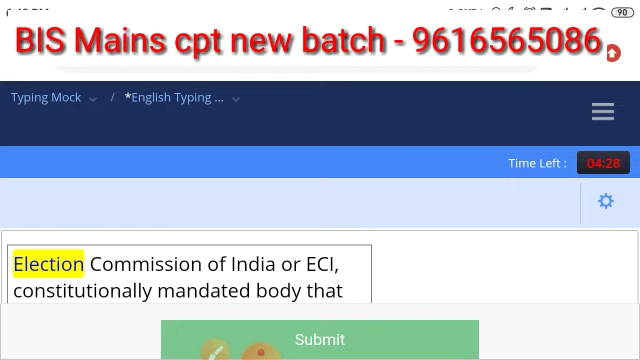 BIS Mains cpt new batch - 9616565086
90
Typing Mock / *English Typing ...
Time Left : 04:28
Election Commission of India or ECI,
constitutionally mandated body that
Submit